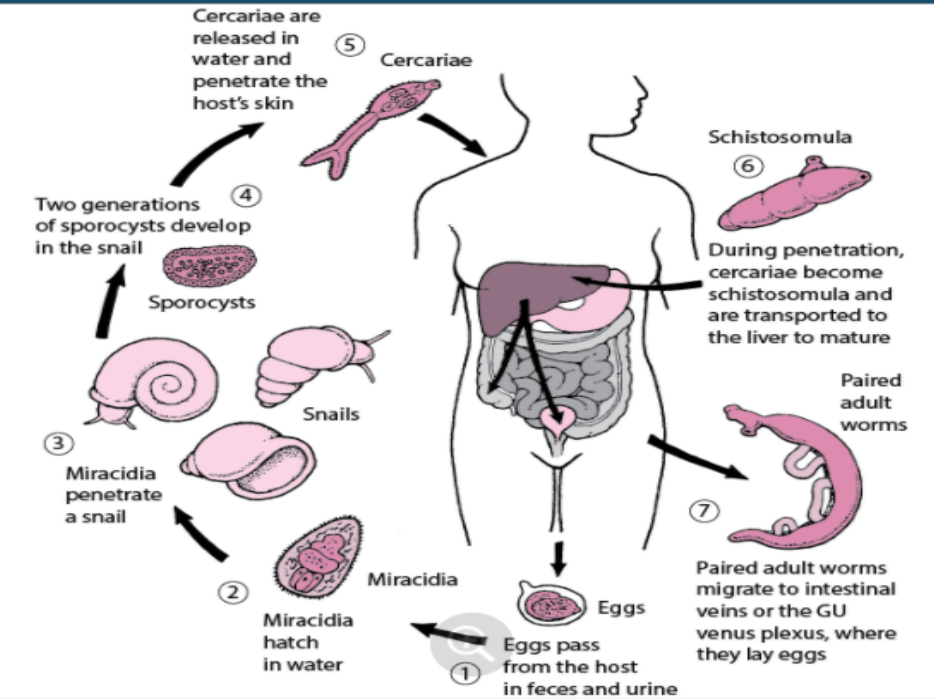 Cercariae are
released in
water and
penetrate the
host's skin
5
Cercariae
Schistosomula
6
During penetration,
cercariae become
schistosomula and
are transported to
the liver to mature
4
Two generations
of sporocysts develop
in the snail
Sporocysts
Snails
3
Miracidia
penetrate
a snail
Paired
adult
worms
7
Paired adult worms
migrate to intestinal
veins or the GU
venus plexus, where
they lay eggs
2
Miracidia
Miracidia
hatch
in water
Eggs
1
Eggs pass
from the host
in feces and urine